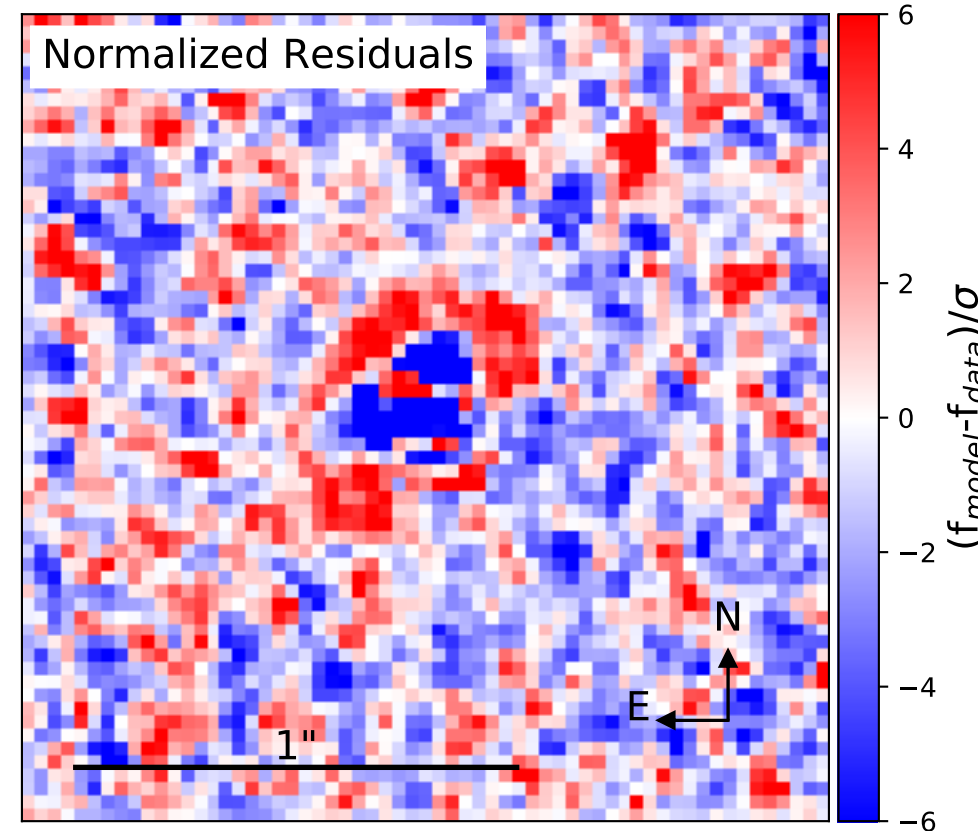 Normalized Residuals
6
4
2
0
−2
−4
−6
(f_model-f_data)/σ
N
E
1"